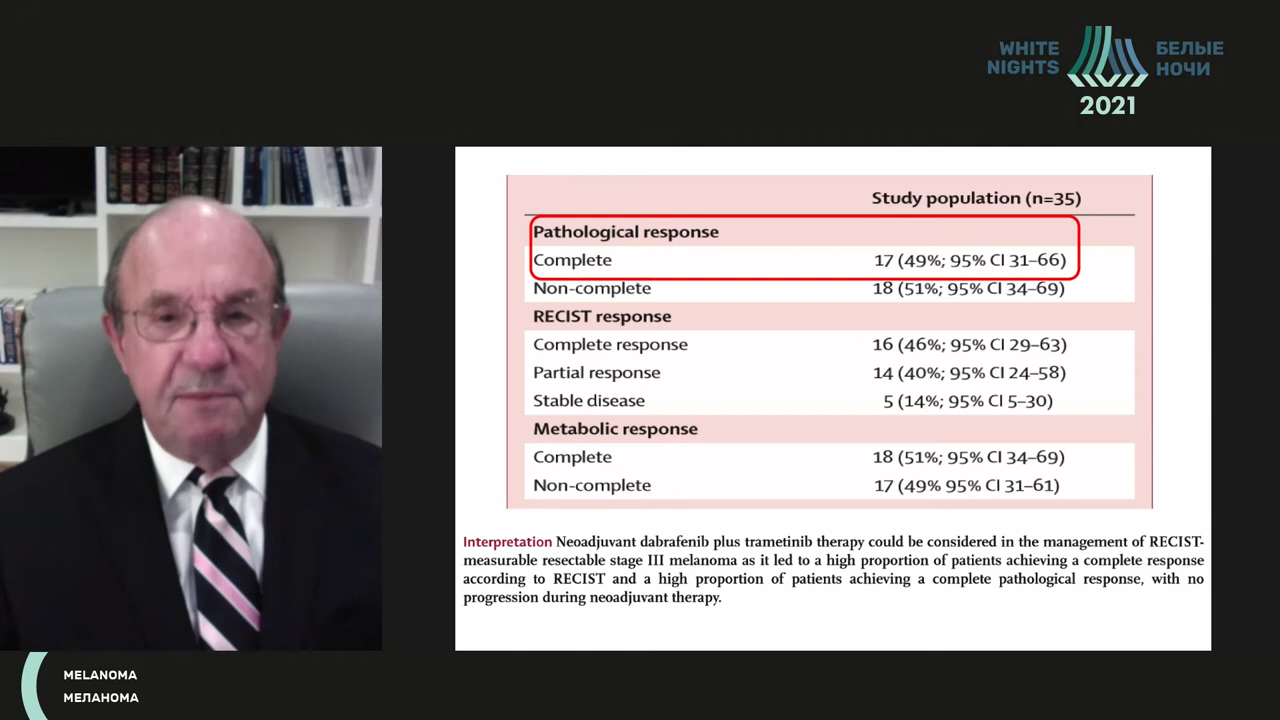 WHITE NIGHTS
БЕЛЫЕ НОЧИ
2021
Study population (n=35)
Pathological response
Complete 17 (49%; 95% CI 31–66)
Non-complete 18 (51%; 95% CI 34–69)
RECIST response
Complete response 16 (46%; 95% CI 29–63)
Partial response 14 (40%; 95% CI 24–58)
Stable disease 5 (14%; 95% CI 5–30)
Metabolic response
Complete 18 (51%; 95% CI 34–69)
Non-complete 17 (49% 95% CI 31–61)
Interpretation Neoadjuvant dabrafenib plus trametinib therapy could be considered in the management of RECIST-
measurable resectable stage III melanoma as it led to a high proportion of patients achieving a complete response
according to RECIST and a high proportion of patients achieving a complete pathological response, with no
progression during neoadjuvant therapy.
MELANOMA
МЕЛАНОМА